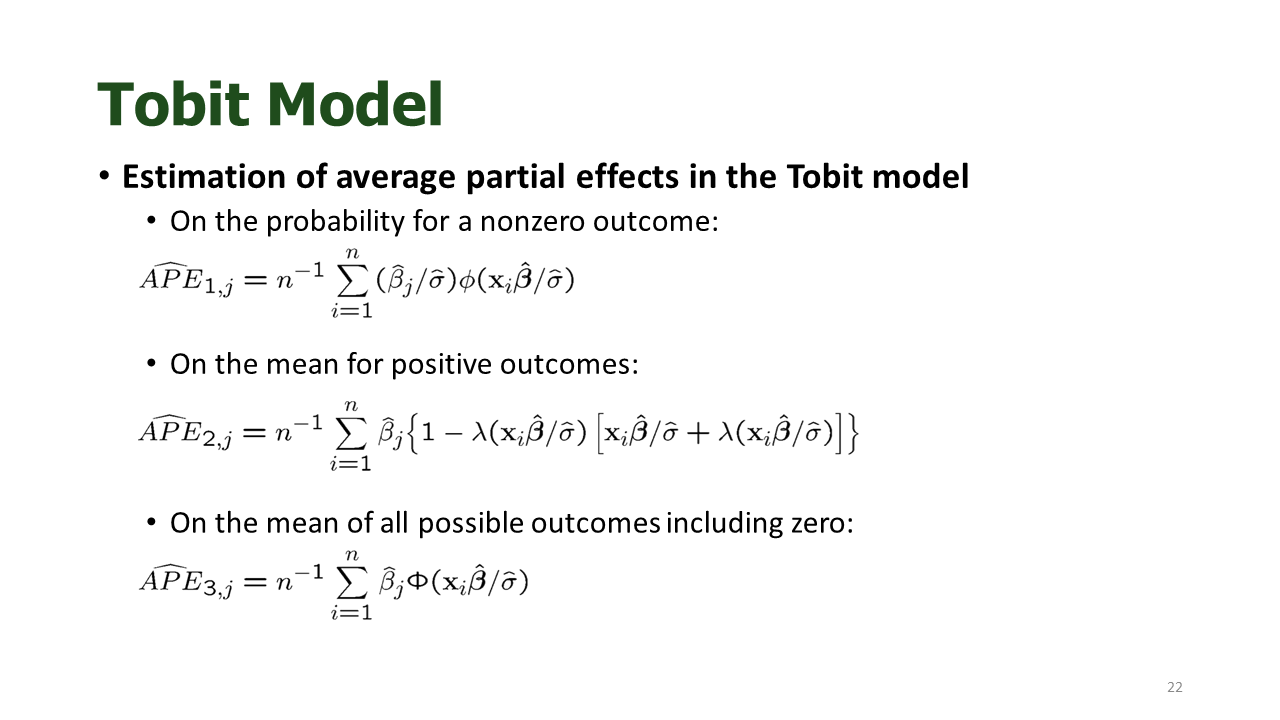 Tobit Model
• Estimation of average partial effects in the Tobit model
• On the probability for a nonzero outcome:
$\widehat{APE}_{1,j} = n^{-1} \sum_{i=1}^{n} (\hat{\beta}_j/\hat{\sigma})\phi(\mathbf{x}_i\hat{\boldsymbol{\beta}}/\hat{\sigma})$
• On the mean for positive outcomes:
$\widehat{APE}_{2,j} = n^{-1} \sum_{i=1}^{n} \hat{\beta}_j \left\{ 1 - \lambda(\mathbf{x}_i\hat{\boldsymbol{\beta}}/\hat{\sigma}) \left[ \mathbf{x}_i\hat{\boldsymbol{\beta}}/\hat{\sigma} + \lambda(\mathbf{x}_i\hat{\boldsymbol{\beta}}/\hat{\sigma}) \right] \right\}$
• On the mean of all possible outcomes including zero:
$\widehat{APE}_{3,j} = n^{-1} \sum_{i=1}^{n} \hat{\beta}_j \Phi(\mathbf{x}_i\hat{\boldsymbol{\beta}}/\hat{\sigma})$
22